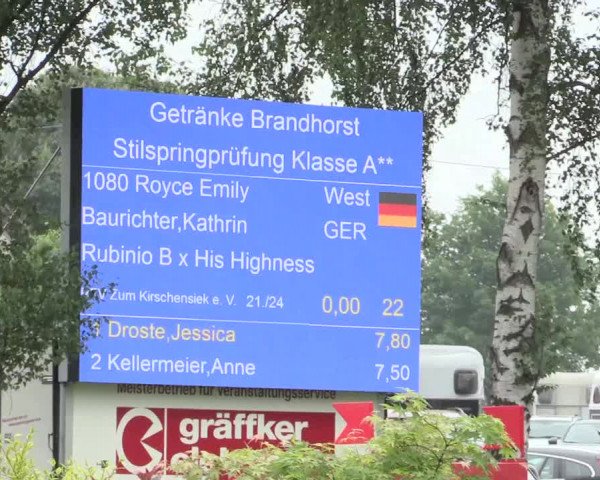 Getränke Brandhorst
Stilspringprüfung Klasse A**
1080 Royce Emily West
Baurichter,Kathrin GER
Rubinio B x His Highness
Zum Kirschensiek e. V. 21./24 0,00 22
1 Droste,Jessica 7,80
2 Kellermeier,Anne 7,50
Meisterbetrieb für Veranstaltungsservice
gräffker